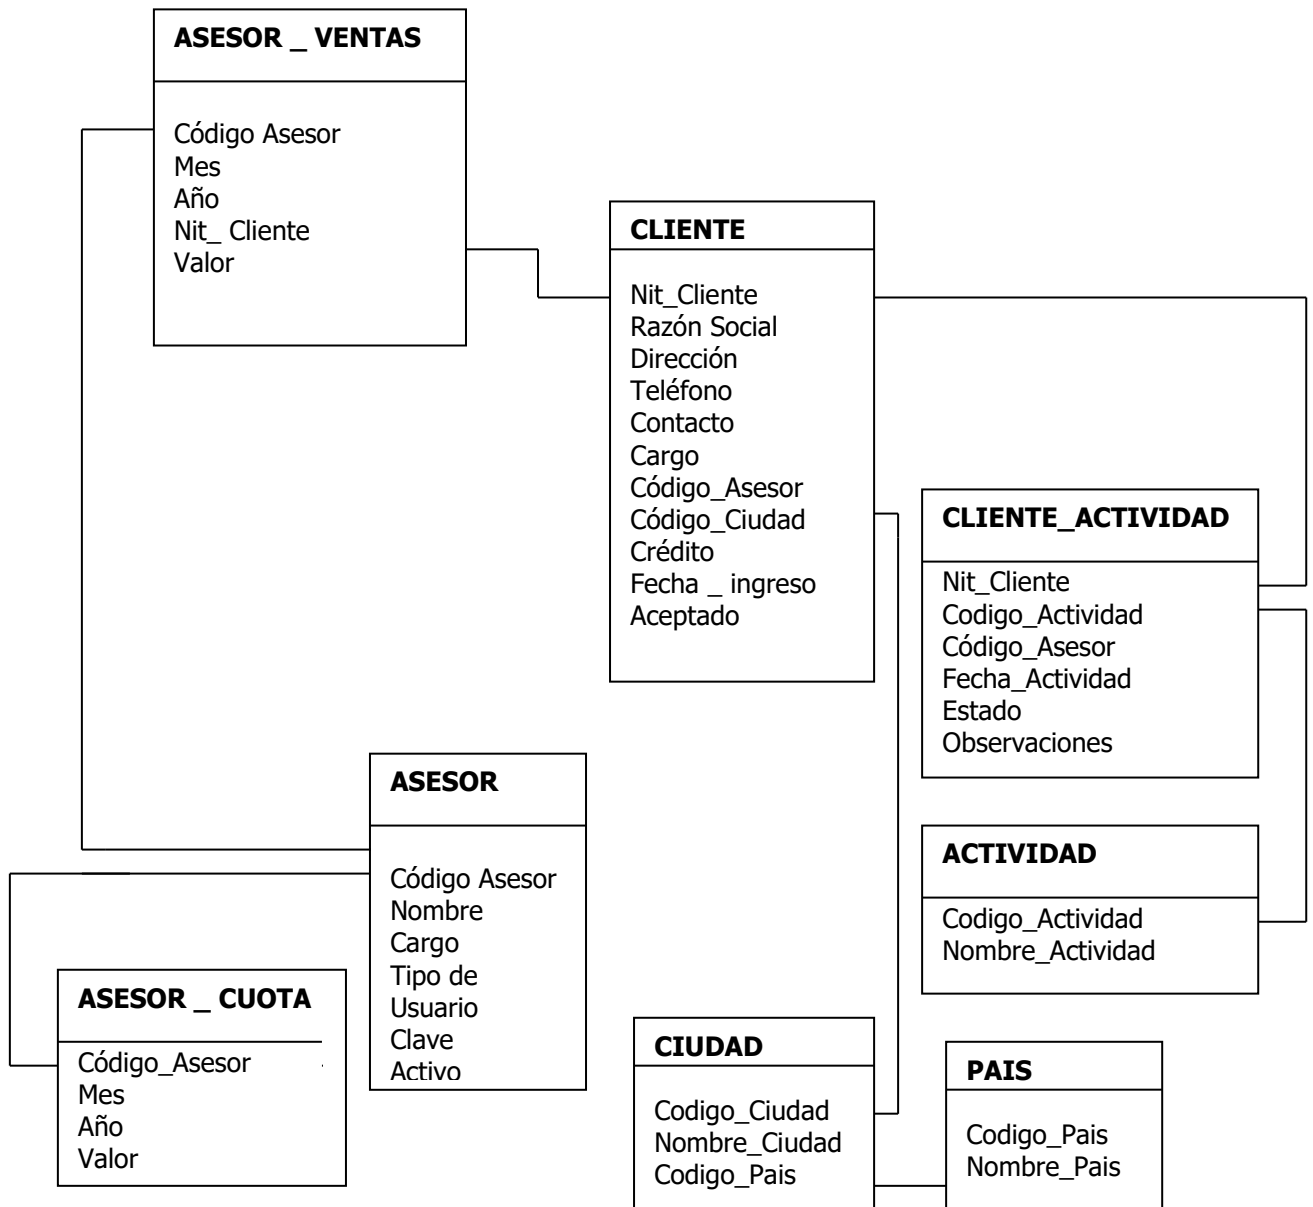 ASESOR _ VENTAS
Código Asesor
Mes
Año
Nit_ Cliente
Valor
CLIENTE
Nit_Cliente
Razón Social
Dirección
Teléfono
Contacto
Cargo
Código_Asesor
Código_Ciudad
Crédito
Fecha _ ingreso
Aceptado
CLIENTE_ACTIVIDAD
Nit_Cliente
Codigo_Actividad
Código_Asesor
Fecha_Actividad
Estado
Observaciones
ASESOR
Código Asesor
Nombre
Cargo
Tipo de
Usuario
Clave
Activo
ACTIVIDAD
Codigo_Actividad
Nombre_Actividad
ASESOR _ CUOTA
Código_Asesor
Mes
Año
Valor
CIUDAD
Codigo_Ciudad
Nombre_Ciudad
Codigo_Pais
PAIS
Codigo_Pais
Nombre_Pais